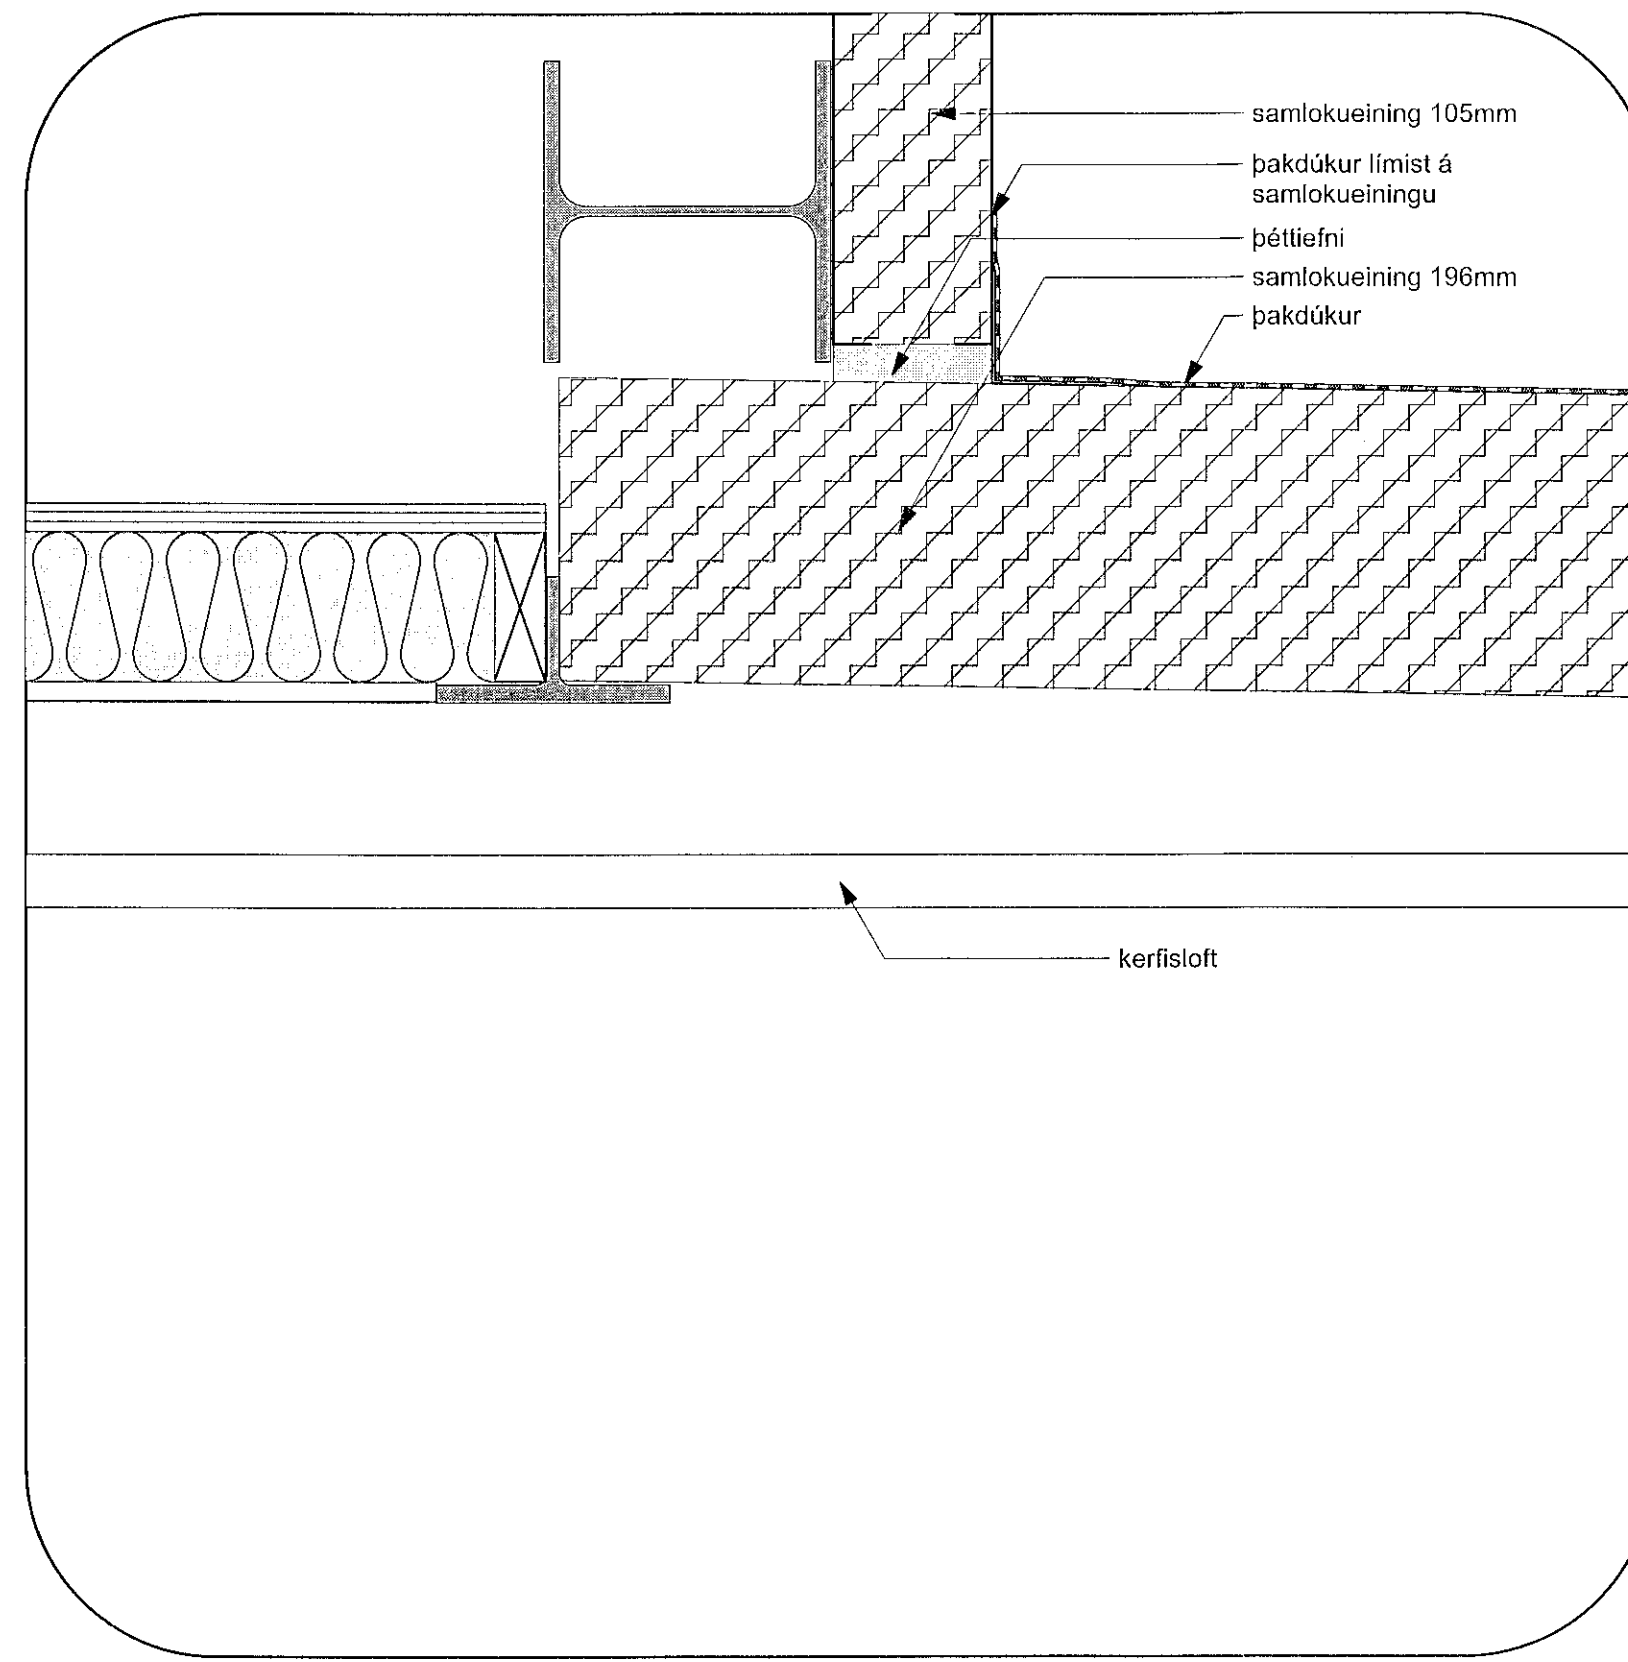 samlokueining 105mm
þakdúkur límist á
samlokueiningu
þéttiefni
samlokueining 196mm
þakdúkur
kerfisloft